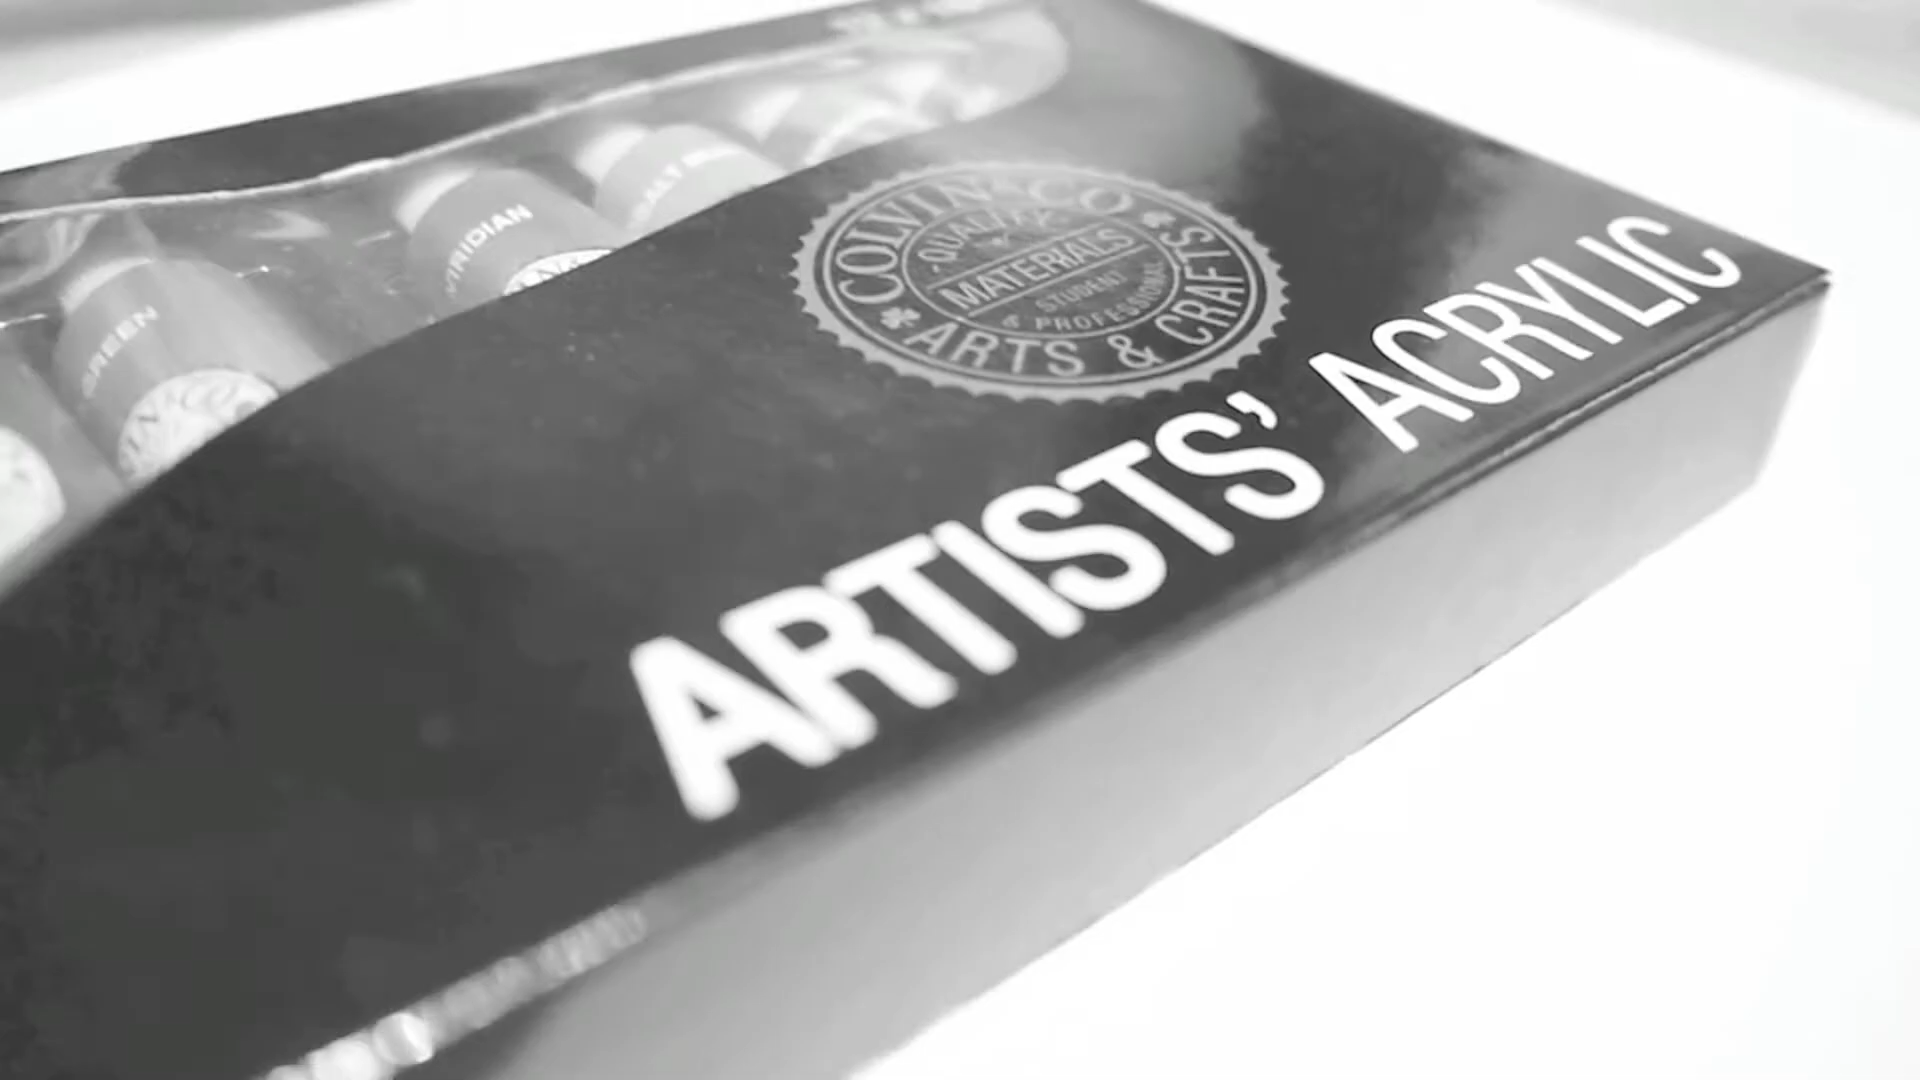 GREEN
VIRIDIAN
COLVIN & CO
QUALITY
MATERIALS
STUDENT
& PROFESSIONAL
ARTS & CRAFTS
ARTISTS' ACRYLIC